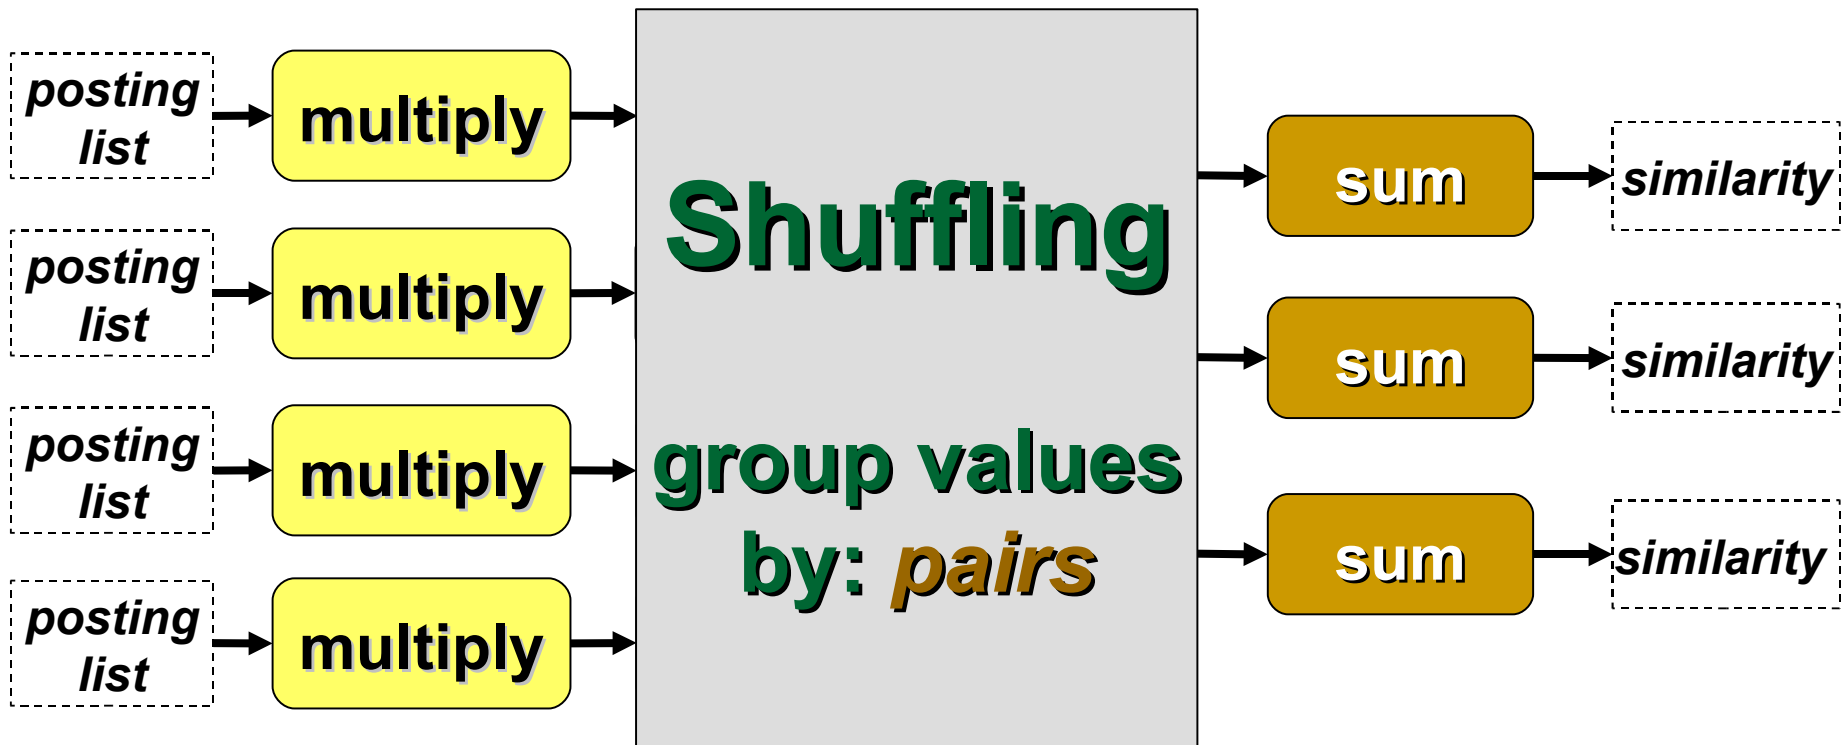 posting
list
multiply
posting
list
multiply
posting
list
multiply
posting
list
multiply
Shuffling
group values
by: pairs
sum
similarity
sum
similarity
sum
similarity